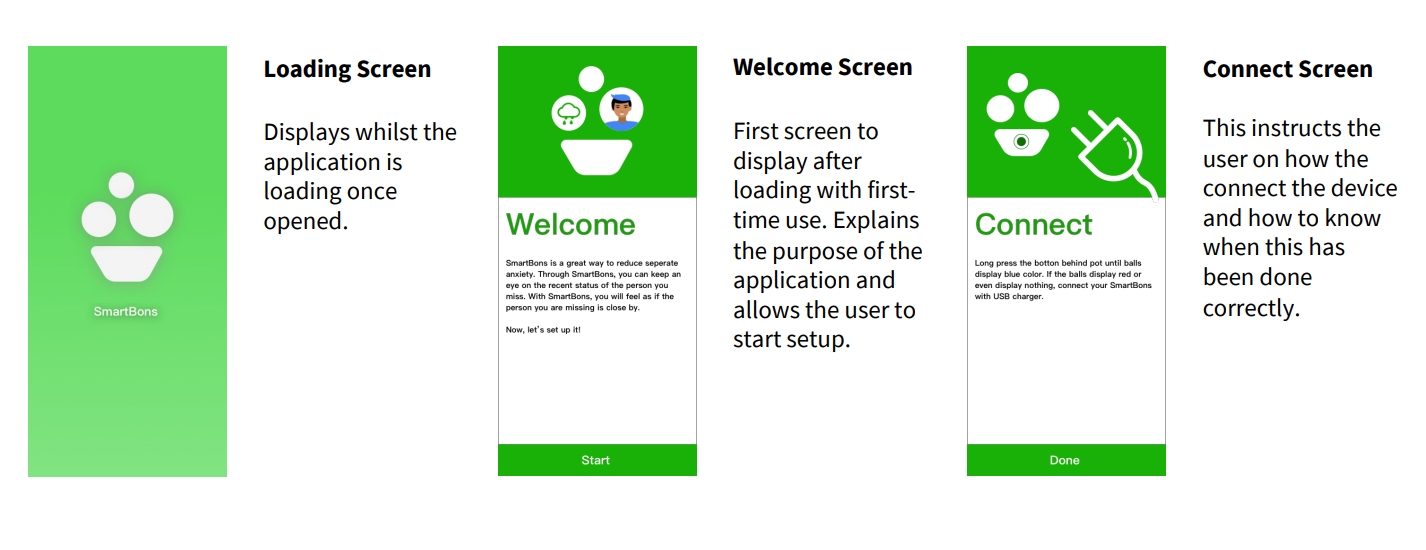 SmartBons
Loading Screen
Displays whilst the
application is
loading once
opened.
Welcome
SmartBons is a great way to reduce seperate
anxiety. Through SmartBons, you can keep an
eye on the recent status of the person you
miss. With SmartBons, you will feel as if the
person you are missing is close by.
Now, let's set up it!
Start
Welcome Screen
First screen to
display after
loading with first-
time use. Explains
the purpose of the
application and
allows the user to
start setup.
Connect
Long press the botton behind pot until balls
display blue color. If the balls display red or
even display nothing, connect your SmartBons
with USB charger.
Done
Connect Screen
This instructs the
user on how the
connect the device
and how to know
when this has
been done
correctly.